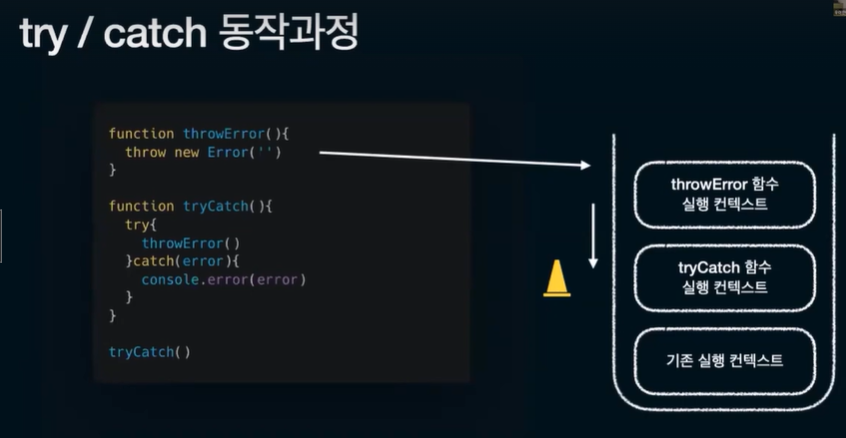 try / catch 동작과정
function throwError(){
throw new Error('')
}
function tryCatch(){
try{
throwError()
}catch(error){
console.error(error)
}
}
tryCatch()
throwError 함수
실행 컨텍스트
tryCatch 함수
실행 컨텍스트
기존 실행 컨텍스트